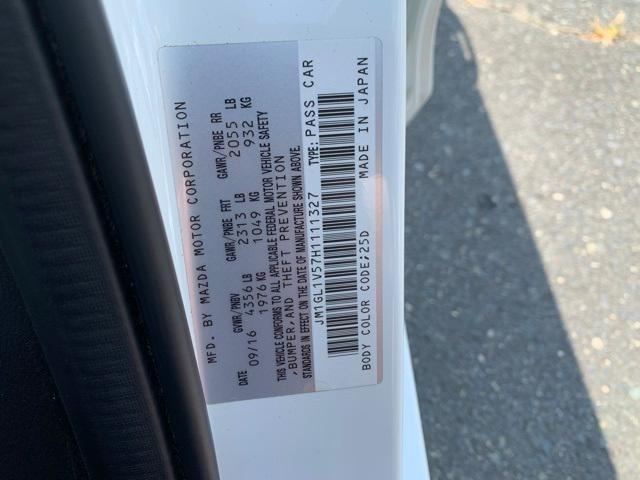 MFD. BY MAZDA MOTOR CORPORATION
DATE GVWR/PNBV GAWR/PNBE FRT GAWR/PNBE RR
09/16 4356 LB 2313 LB 2055 LB
1976 KG 1049 KG 932 KG
THIS VEHICLE CONFORMS TO ALL APPLICABLE FEDERAL MOTOR VEHICLE SAFETY
,BUMPER,AND THEFT PREVENTION
STANDARDS IN EFFECT ON THE DATE OF MANUFACTURE SHOWN ABOVE.
JM1GL1V57H1111327 TYPE: PASS CAR
BODY COLOR CODE:25D MADE IN JAPAN